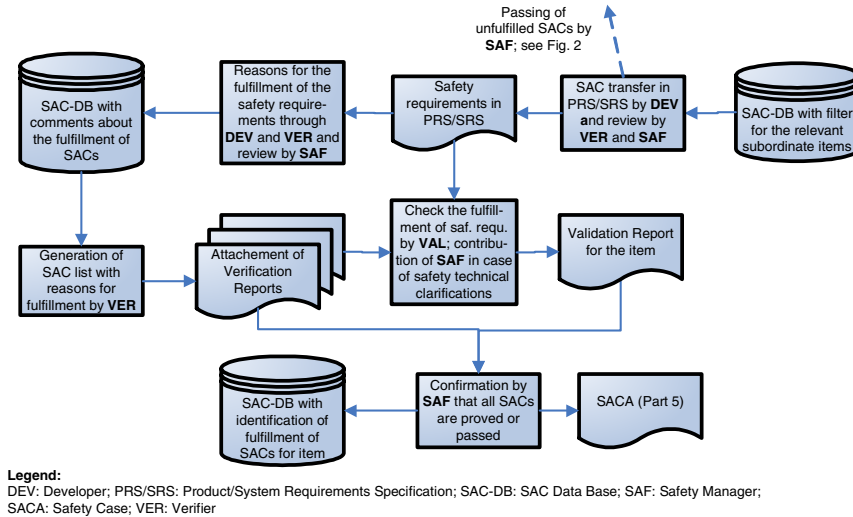 Passing of
unfulfilled SACs by
SAF; see Fig. 2
SAC-DB with
comments about
the fulfillment of
SACs
Reasons for the
fulfillment of the
safety require-
ments through
DEV and VER and
review by SAF
Safety
requirements in
PRS/SRS
SAC transfer in
PRS/SRS by DEV
and review by
VER and SAF
SAC-DB with filter
for the relevant
subordinate items
Generation of
SAC list with
reasons for
fulfillment by VER
Attachement of
Verification
Reports
Check the fulfill-
ment of saf. requ.
by VAL; contribu-
tion of SAF in case
of safety technical
clarifications
Validation Report
for the item
SAC-DB with
identification of
fulfillment of
SACs for item
Confirmation by
SAF that all SACs
are proved or
passed
SACA (Part 5)
Legend:
DEV: Developer; PRS/SRS: Product/System Requirements Specification; SAC-DB: SAC Data Base; SAF: Safety Manager;
SACA: Safety Case; VER: Verifier